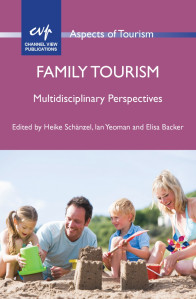 cvp
CHANNEL VIEW
PUBLICATIONS
Aspects of Tourism
FAMILY TOURISM
Multidisciplinary Perspectives
Edited by Heike Schänzel, Ian Yeoman and Elisa Backer